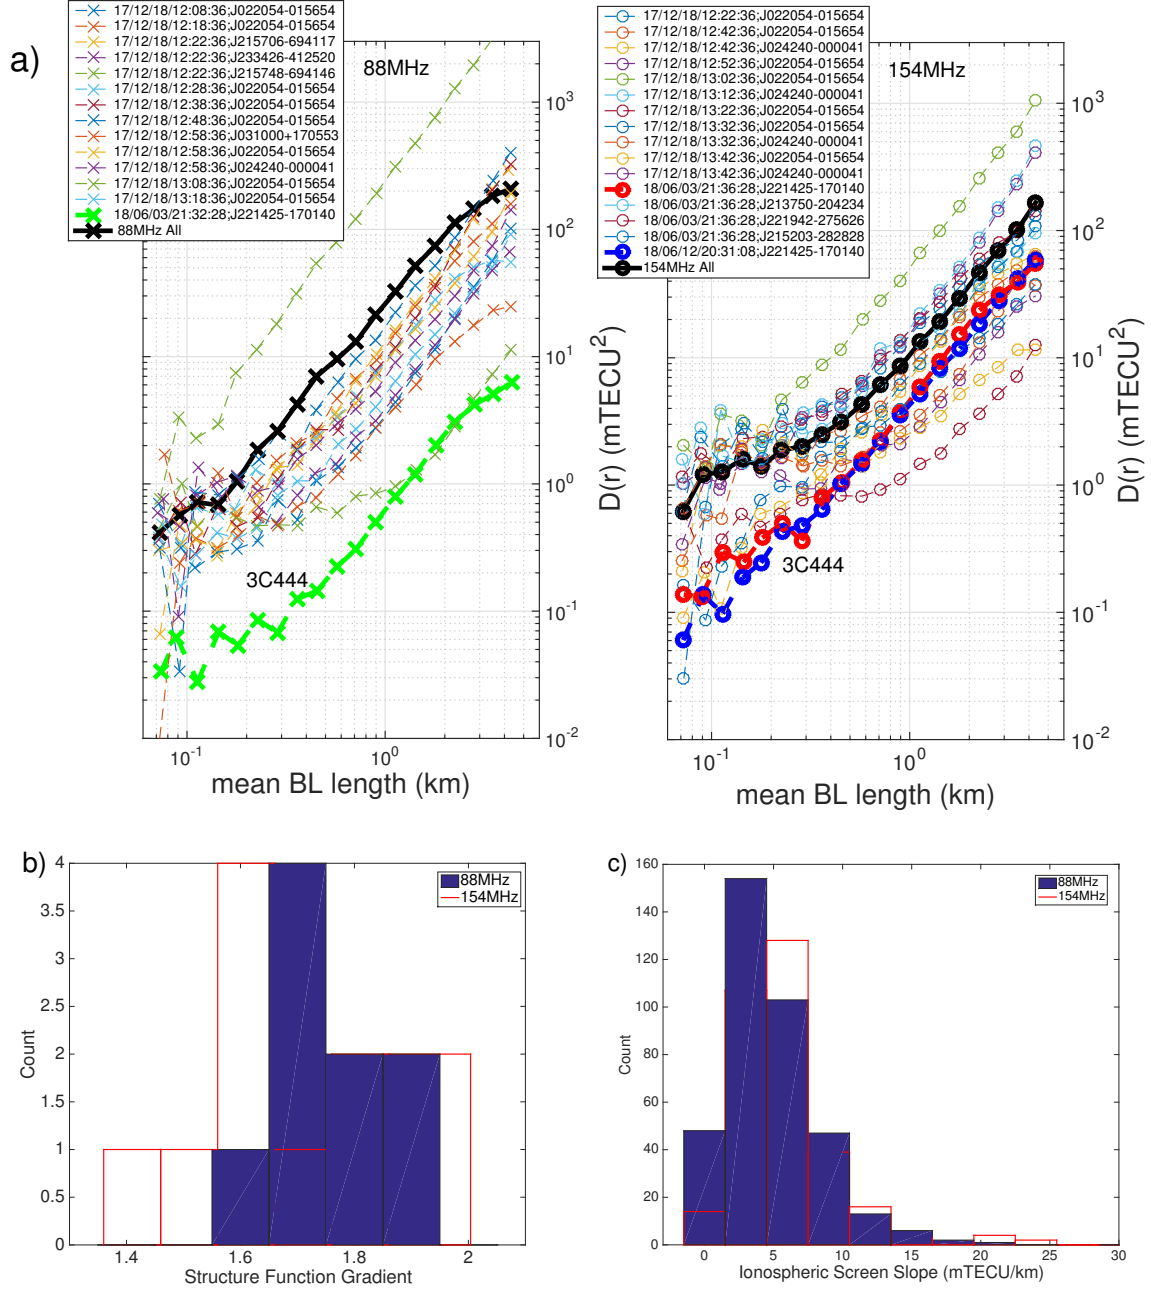 a)
17/12/18/12:08:36;J022054-015654
17/12/18/12:18:36;J022054-015654
17/12/18/12:22:36;J215706-694117
17/12/18/12:22:36;J233426-412520
17/12/18/12:22:36;J215748-694146
17/12/18/12:28:36;J022054-015654
17/12/18/12:38:36;J022054-015654
17/12/18/12:48:36;J022054-015654
17/12/18/12:58:36;J031000+170553
17/12/18/12:58:36;J022054-015654
17/12/18/12:58:36;J024240-000041
17/12/18/13:08:36;J022054-015654
17/12/18/13:18:36;J022054-015654
18/06/03/21:32:28;J221425-170140
88MHz All
88MHz
3C444
10^3
10^2
10^1
10^0
10^-1
10^-2
D(r) (mTECU^2)
10^-1
10^0
mean BL length (km)
17/12/18/12:22:36;J022054-015654
17/12/18/12:42:36;J022054-015654
17/12/18/12:42:36;J024240-000041
17/12/18/12:52:36;J024240-000041
17/12/18/13:02:36;J022054-015654
17/12/18/13:12:36;J024240-000041
17/12/18/13:22:36;J022054-015654
17/12/18/13:32:36;J022054-015654
17/12/18/13:32:36;J024240-000041
17/12/18/13:42:36;J022054-015654
17/12/18/13:42:36;J024240-000041
18/06/03/21:36:28;J221425-170140
18/06/03/21:36:28;J213750-204234
18/06/03/21:36:28;J221942-275626
18/06/03/21:36:28;J215203-282828
18/06/12/20:31:08;J221425-170140
154MHz All
154MHz
3C444
10^3
10^2
10^1
10^0
10^-1
10^-2
D(r) (mTECU^2)
10^-1
10^0
mean BL length (km)
b)
4
3.5
3
2.5
2
1.5
1
0.5
0
Count
88MHz
154MHz
1.4
1.6
1.8
2
Structure Function Gradient
c)
160
140
120
100
80
60
40
20
0
Count
88MHz
154MHz
0
5
10
15
20
25
30
Ionospheric Screen Slope (mTECU/km)